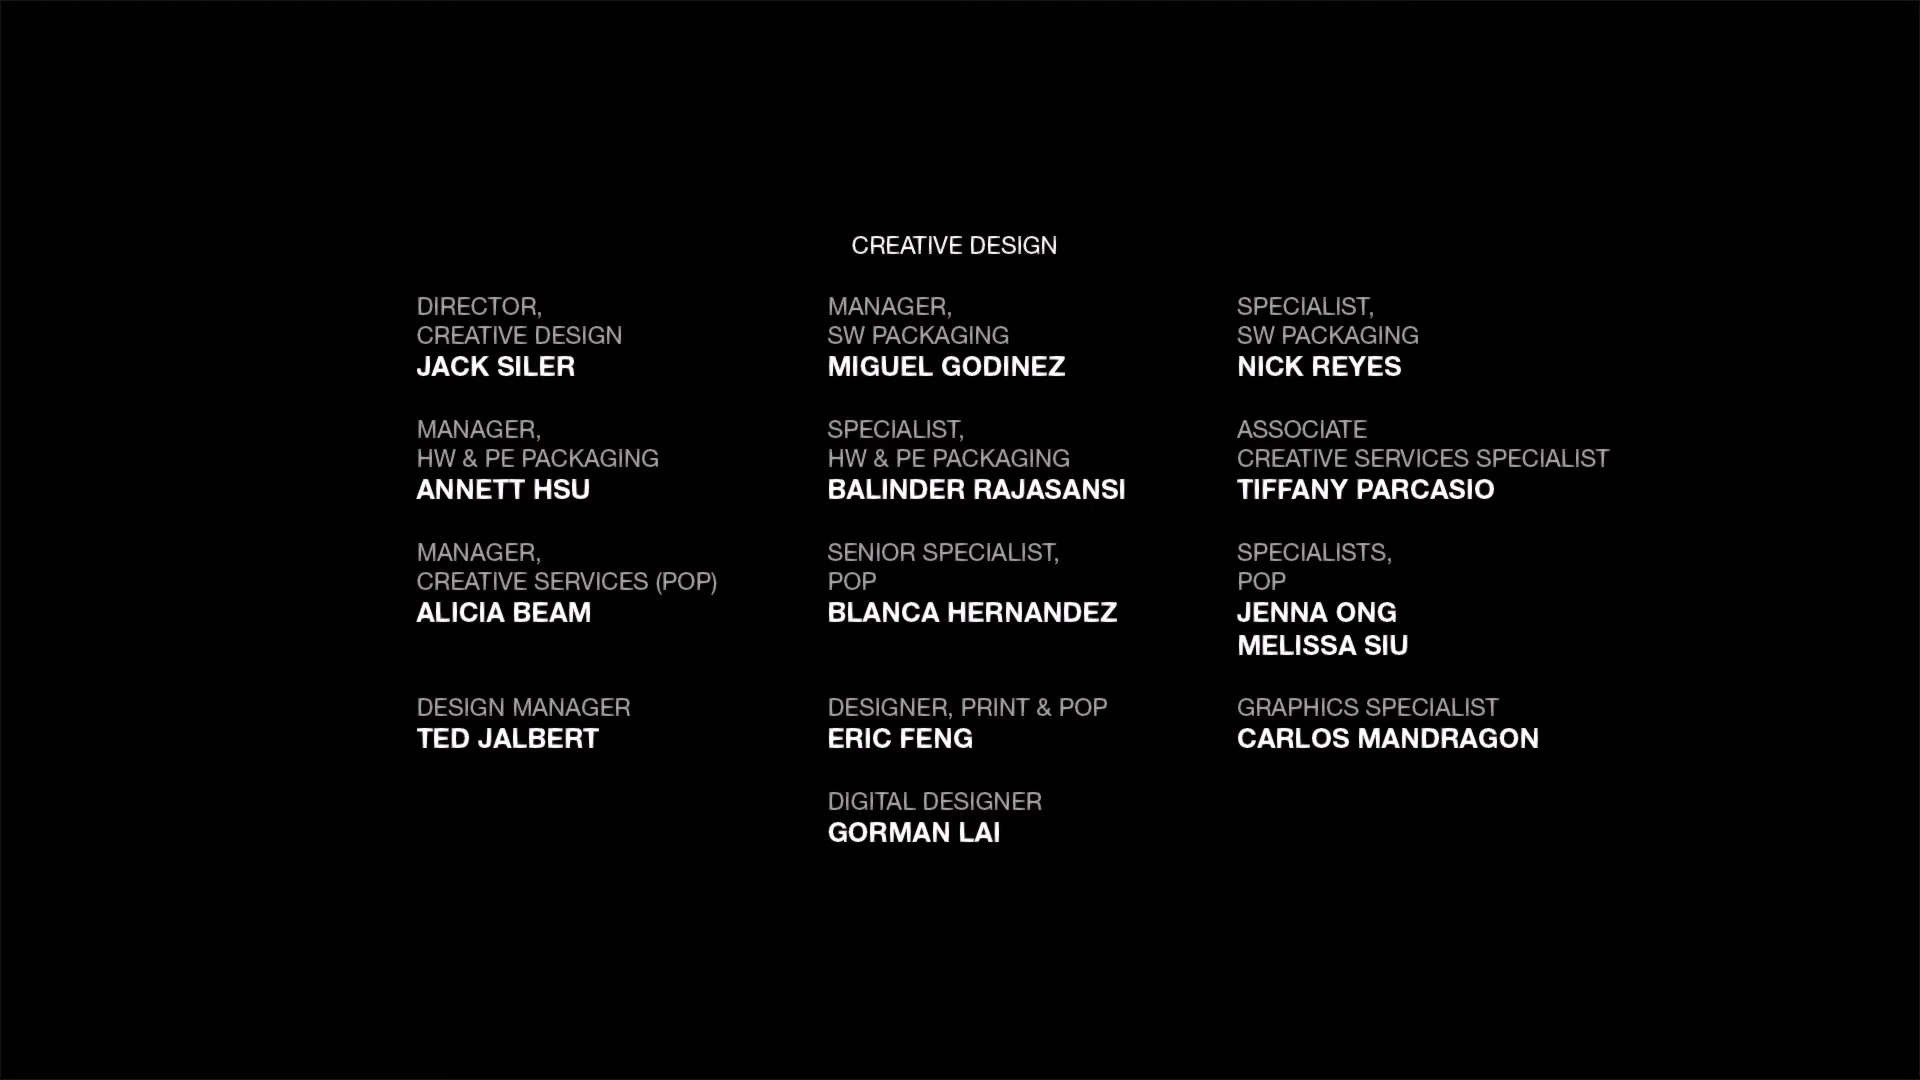 CREATIVE DESIGN
DIRECTOR,
CREATIVE DESIGN
JACK SILER
MANAGER,
SW PACKAGING
MIGUEL GODINEZ
SPECIALIST,
SW PACKAGING
NICK REYES
MANAGER,
HW & PE PACKAGING
ANNETT HSU
SPECIALIST,
HW & PE PACKAGING
BALINDER RAJASANSI
ASSOCIATE
CREATIVE SERVICES SPECIALIST
TIFFANY PARCASIO
MANAGER,
CREATIVE SERVICES (POP)
ALICIA BEAM
SENIOR SPECIALIST,
POP
BLANCA HERNANDEZ
SPECIALISTS,
POP
JENNA ONG
MELISSA SIU
DESIGN MANAGER
TED JALBERT
DESIGNER, PRINT & POP
ERIC FENG
GRAPHICS SPECIALIST
CARLOS MANDRAGON
DIGITAL DESIGNER
GORMAN LAI